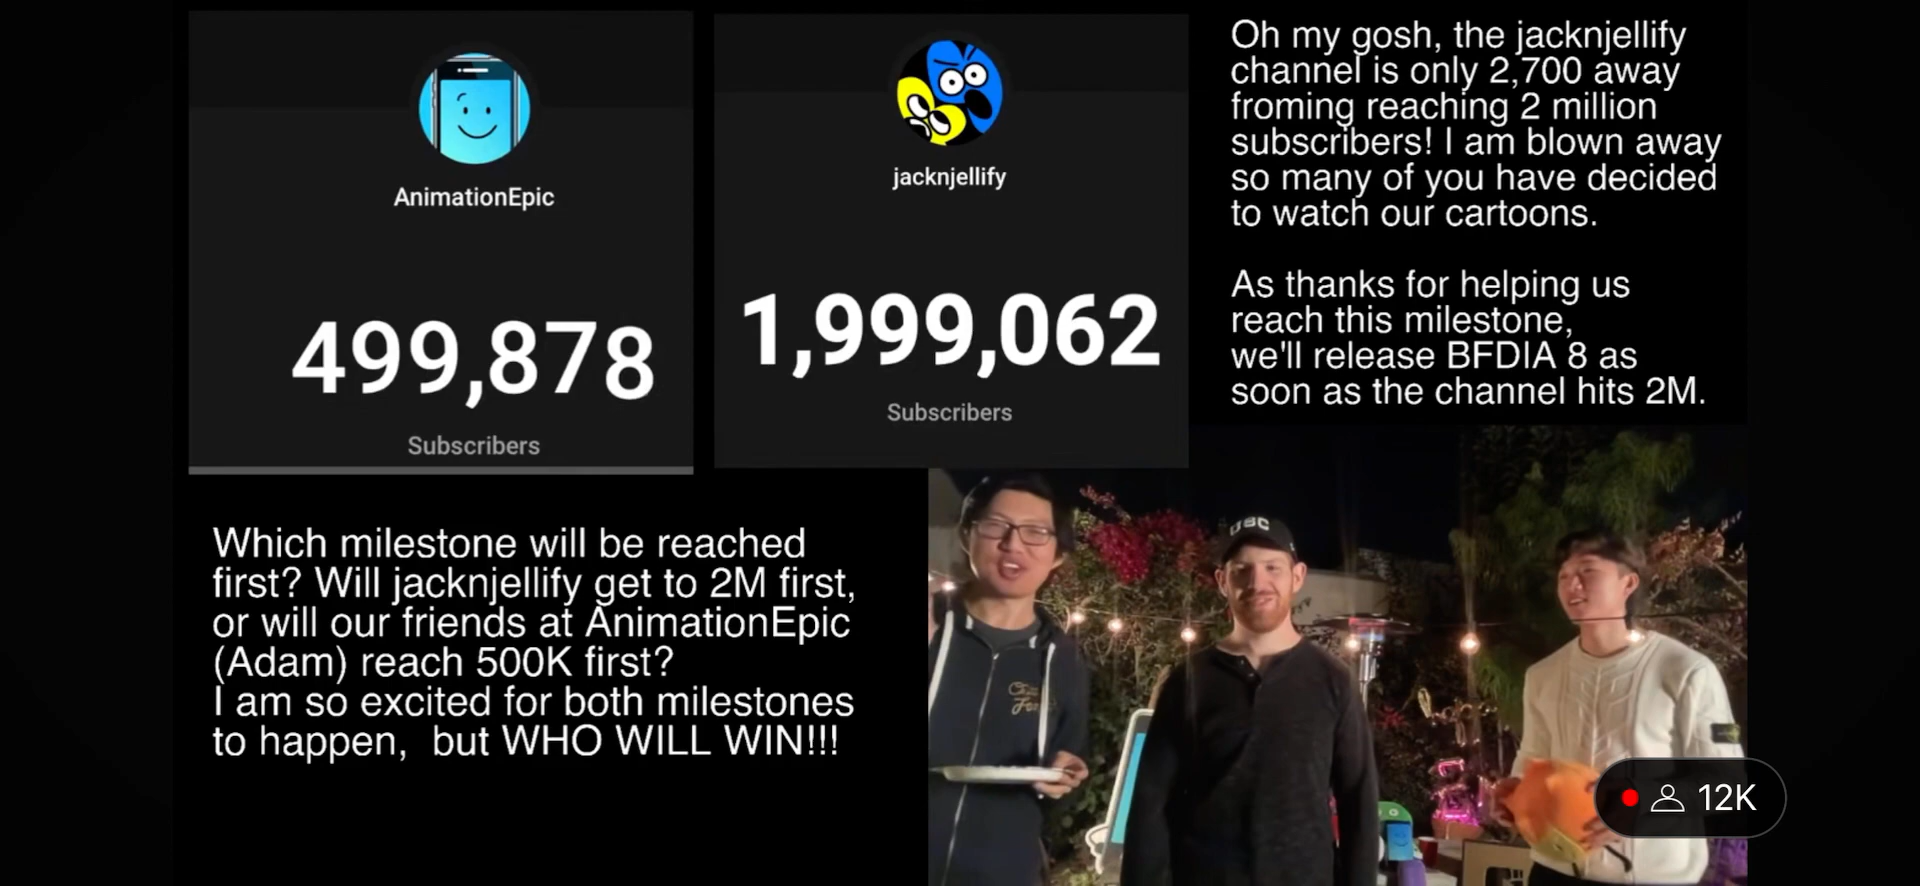 AnimationEpic
499,878
Subscribers
jacknjellify
1,999,062
Subscribers
Oh my gosh, the jacknjellify
channel is only 2,700 away
froming reaching 2 million
subscribers! I am blown away
so many of you have decided
to watch our cartoons.
As thanks for helping us
reach this milestone,
we'll release BFDIA 8 as
soon as the channel hits 2M.
Which milestone will be reached
first? Will jacknjellify get to 2M first,
or will our friends at AnimationEpic
(Adam) reach 500K first?
I am so excited for both milestones
to happen,  but WHO WILL WIN!!!
12K